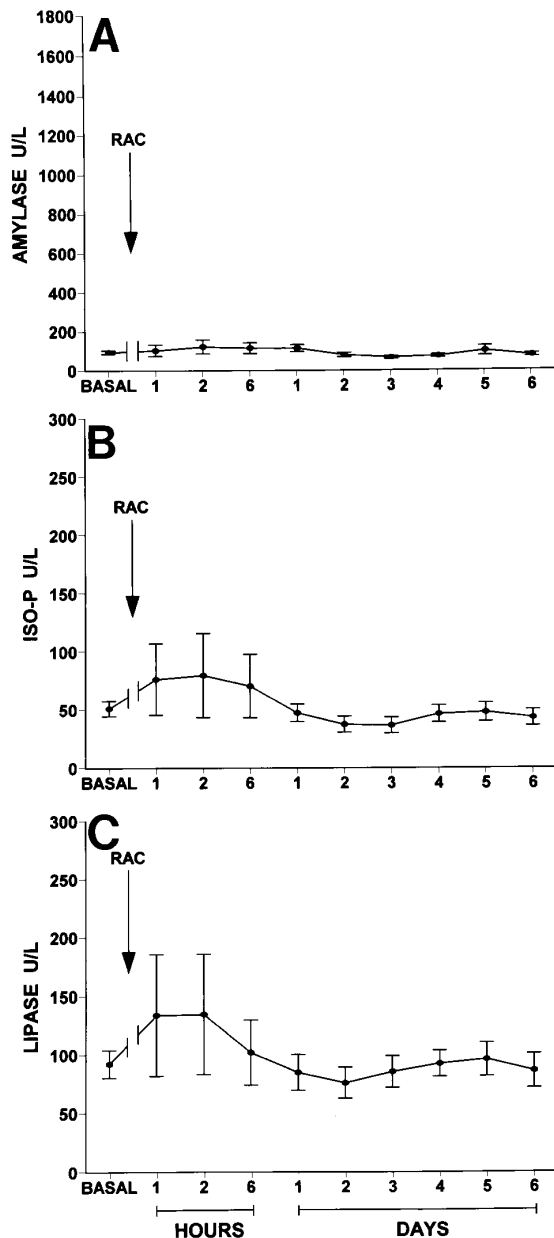 A
AMYLASE U/L
1800
1600
1400
1200
1000
800
600
400
200
0
RAC
BASAL 1 2 6 1 2 3 4 5 6
B
ISO-P U/L
300
250
200
150
100
50
0
RAC
BASAL 1 2 6 1 2 3 4 5 6
C
LIPASE U/L
300
250
200
150
100
50
0
RAC
BASAL 1 2 6 1 2 3 4 5 6
HOURS DAYS